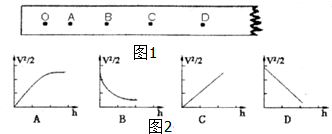 O A B C D
图1
V²/2 V²/2 V²/2 V²/2
h h h h
A B C D
图2